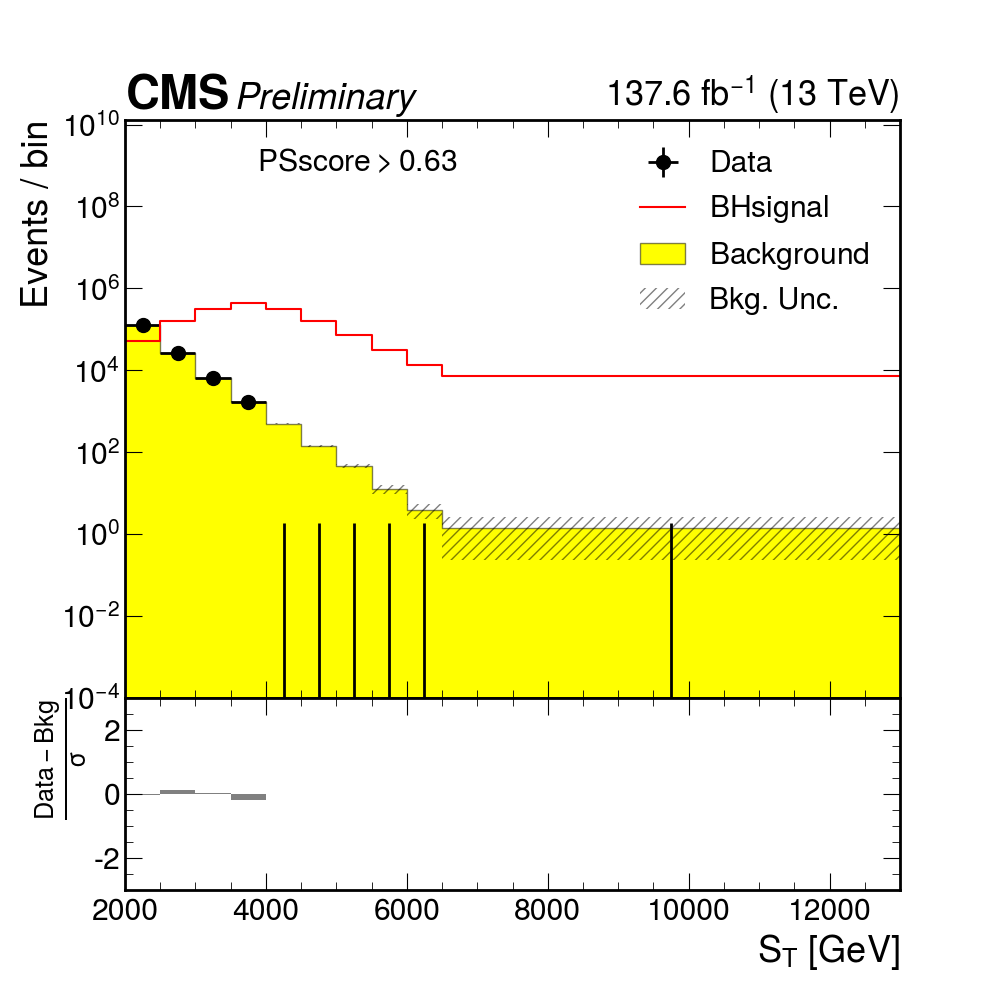 CMS Preliminary 137.6 fb⁻¹ (13 TeV)
Events / bin
PSscore > 0.63
Data
BHsignal
Background
Bkg. Unc.
10¹⁰
10⁸
10⁶
10⁴
10²
10⁰
10⁻²
10⁻⁴
Data − Bkg
σ
2
0
-2
2000 4000 6000 8000 10000 12000
S_T [GeV]